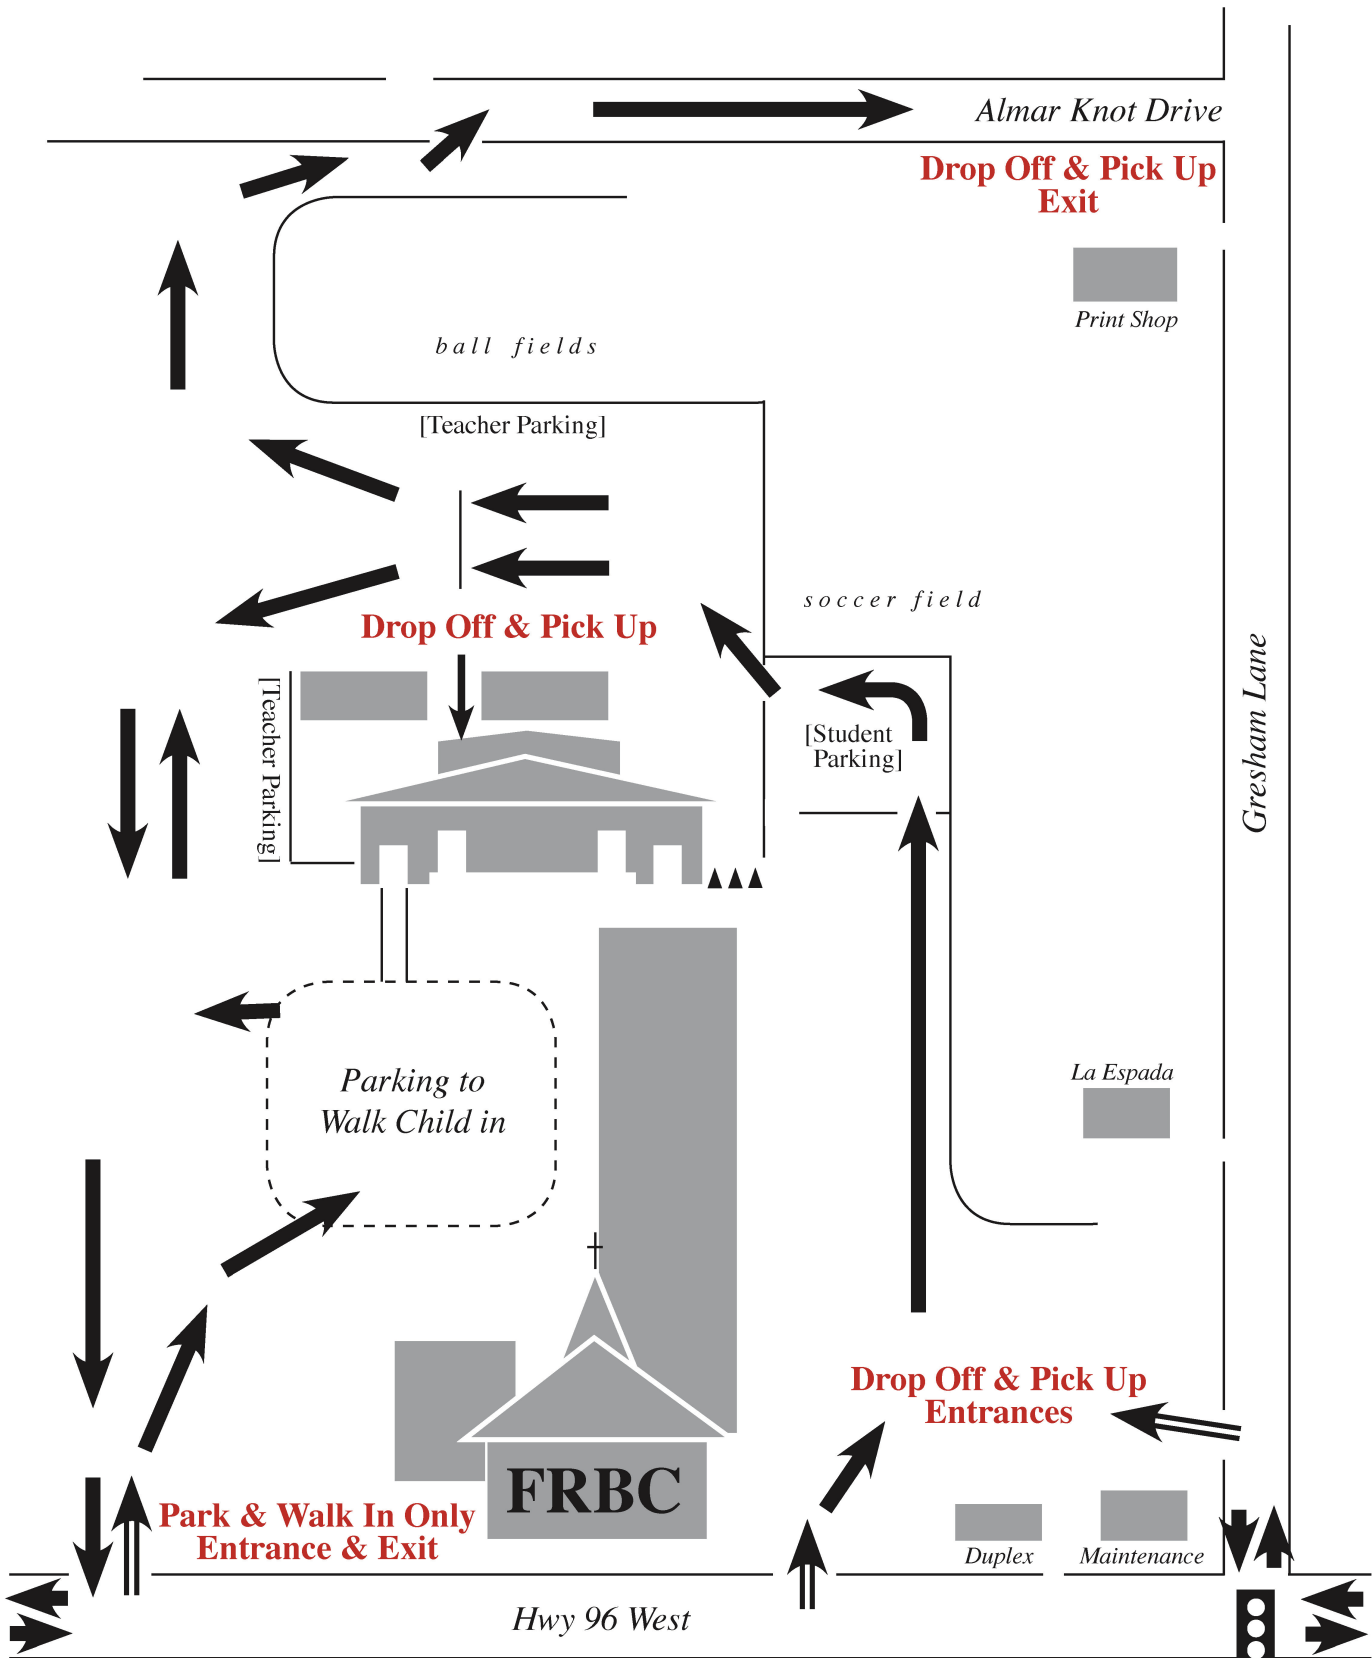 Almar Knot Drive
Drop Off & Pick Up
Exit
Print Shop
ball fields
[Teacher Parking]
soccer field
Drop Off & Pick Up
Gresham Lane
[Teacher Parking]
[Student
Parking]
Parking to
Walk Child in
La Espada
Drop Off & Pick Up
Entrances
FRBC
Park & Walk In Only
Entrance & Exit
Duplex
Maintenance
Hwy 96 West